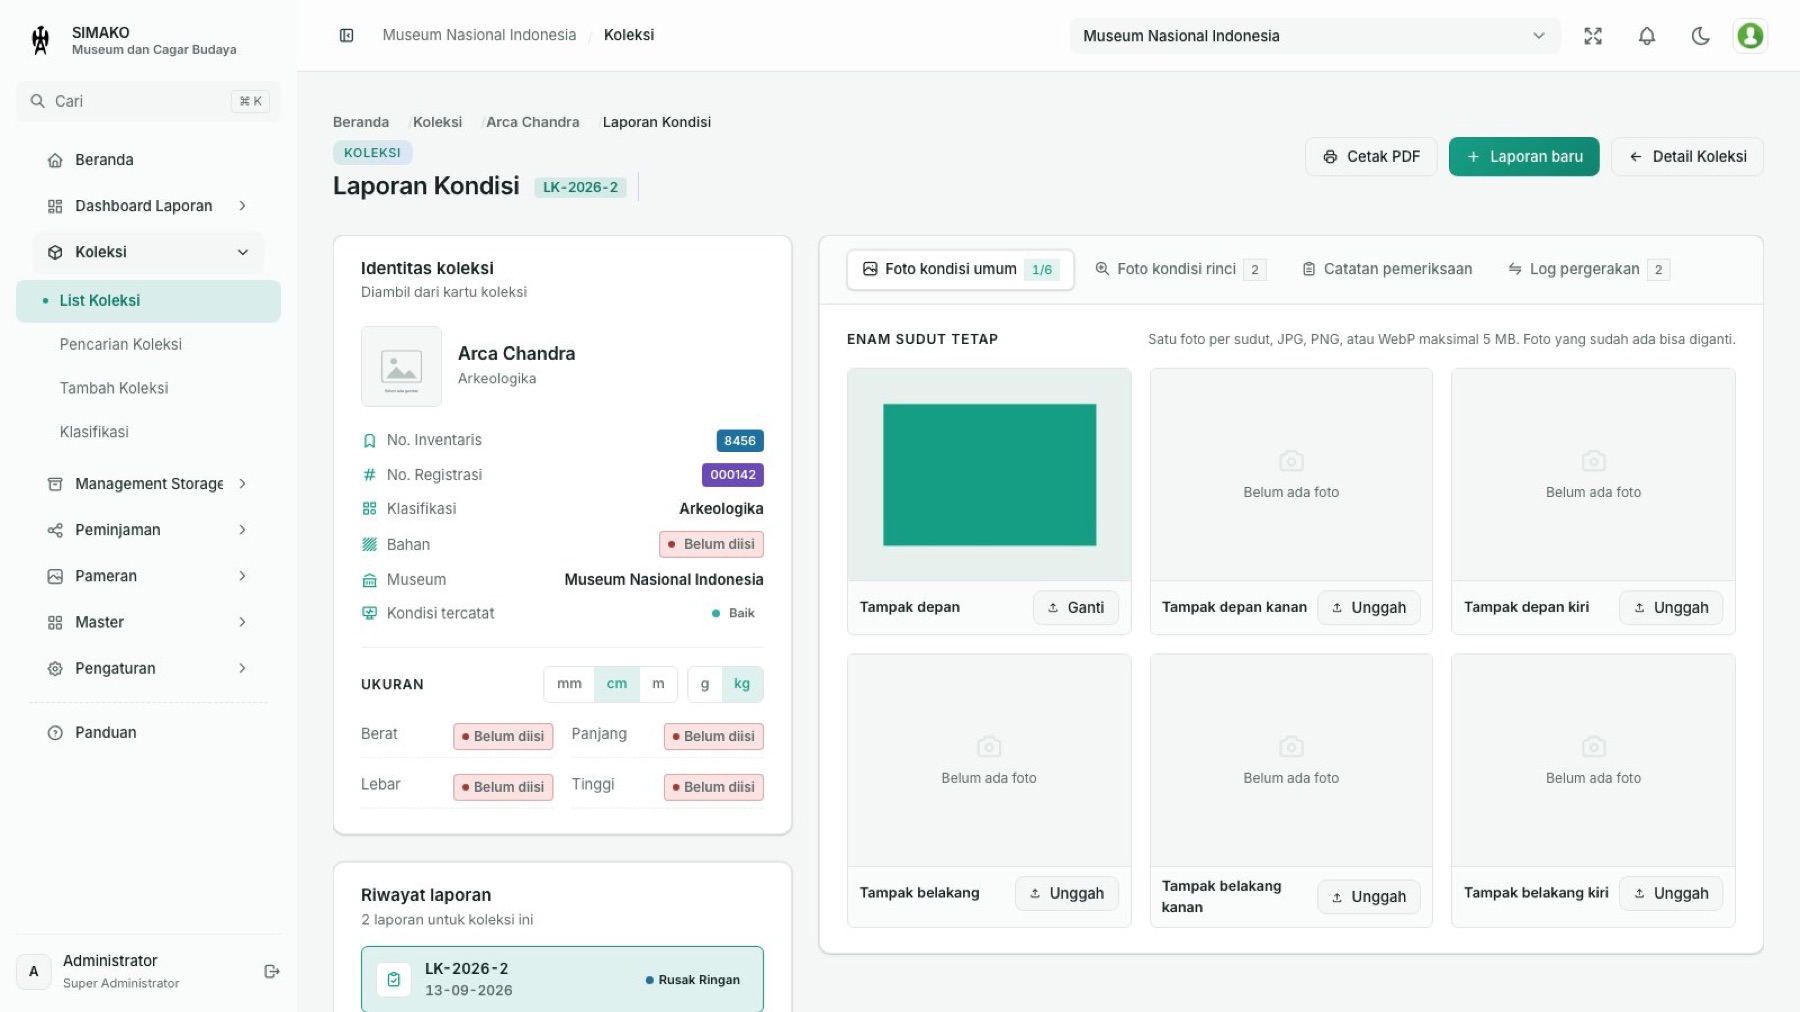 SIMAKO
Museum dan Cagar Budaya
Cari
⌘ K
Beranda
Dashboard Laporan
Koleksi
List Koleksi
Pencarian Koleksi
Tambah Koleksi
Klasifikasi
Management Storage
Peminjaman
Pameran
Master
Pengaturan
Panduan
A
Administrator
Super Administrator
Museum Nasional Indonesia / Koleksi
Museum Nasional Indonesia
Beranda / Koleksi / Arca Chandra / Laporan Kondisi
KOLEKSI
Laporan Kondisi LK-2026-2
Cetak PDF
+ Laporan baru
← Detail Koleksi
Identitas koleksi
Diambil dari kartu koleksi
Belum ada gambar
Arca Chandra
Arkeologika
No. Inventaris 8456
# No. Registrasi 000142
Klasifikasi Arkeologika
Bahan Belum diisi
Museum Museum Nasional Indonesia
Kondisi tercatat Baik
UKURAN mm cm m g kg
Berat Belum diisi Panjang Belum diisi
Lebar Belum diisi Tinggi Belum diisi
Riwayat laporan
2 laporan untuk koleksi ini
LK-2026-2
13-09-2026
Rusak Ringan
Foto kondisi umum 1/6
Foto kondisi rinci 2
Catatan pemeriksaan
Log pergerakan 2
ENAM SUDUT TETAP
Satu foto per sudut, JPG, PNG, atau WebP maksimal 5 MB. Foto yang sudah ada bisa diganti.
Tampak depan Ganti
Belum ada foto
Tampak depan kanan Unggah
Belum ada foto
Tampak depan kiri Unggah
Belum ada foto
Tampak belakang Unggah
Belum ada foto
Tampak belakang
kanan
Unggah
Belum ada foto
Tampak belakang kiri Unggah